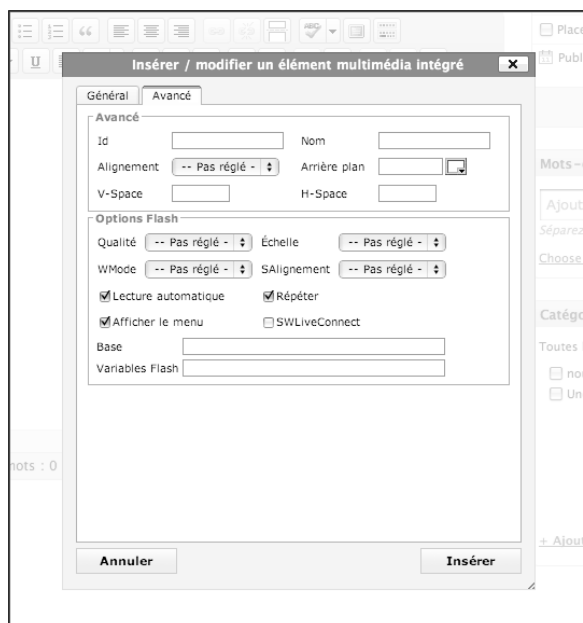 Place
U
Publ
Insérer / modifier un élément multimédia intégré
Général Avancé
Avancé
Id Nom
Alignement -- Pas réglé - Arrière plan
V-Space H-Space
Options Flash
Qualité -- Pas réglé - Échelle -- Pas réglé -
WMode -- Pas réglé - SAlignement -- Pas réglé -
Lecture automatique Répéter
Afficher le menu SWLiveConnect
Base
Variables Flash
Annuler Insérer
Mots-
Ajout
Séparez
Choose
Catégo
Toutes
nou
Un
mots : 0
+ Ajout